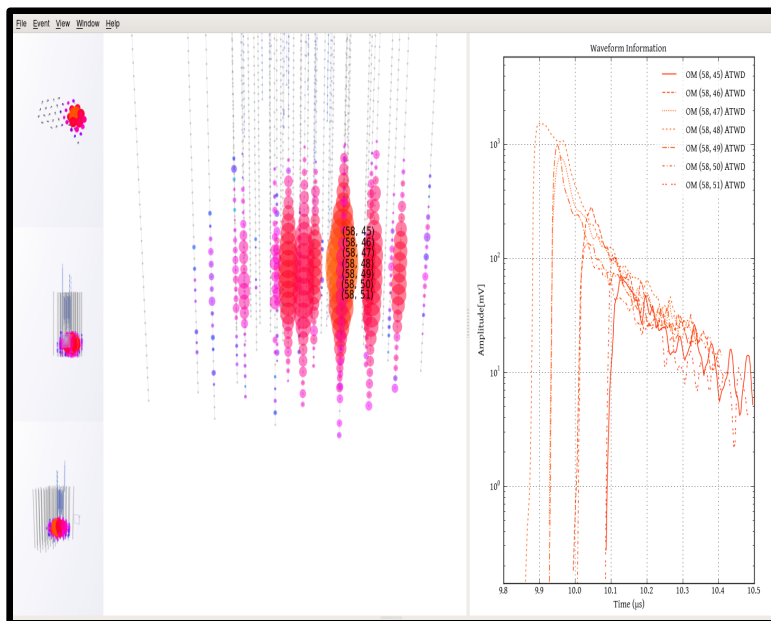 File Event View Window Help
(58, 45)
(58, 46)
(58, 47)
(58, 48)
(58, 49)
(58, 50)
(58, 51)
Waveform Information
OM (58, 45) ATWD
OM (58, 46) ATWD
OM (58, 47) ATWD
OM (58, 48) ATWD
OM (58, 49) ATWD
OM (58, 50) ATWD
OM (58, 51) ATWD
Amplitude[mV]
10³
10²
10¹
10⁰
9.8 9.9 10.0 10.1 10.2 10.3 10.4 10.5
Time (μs)